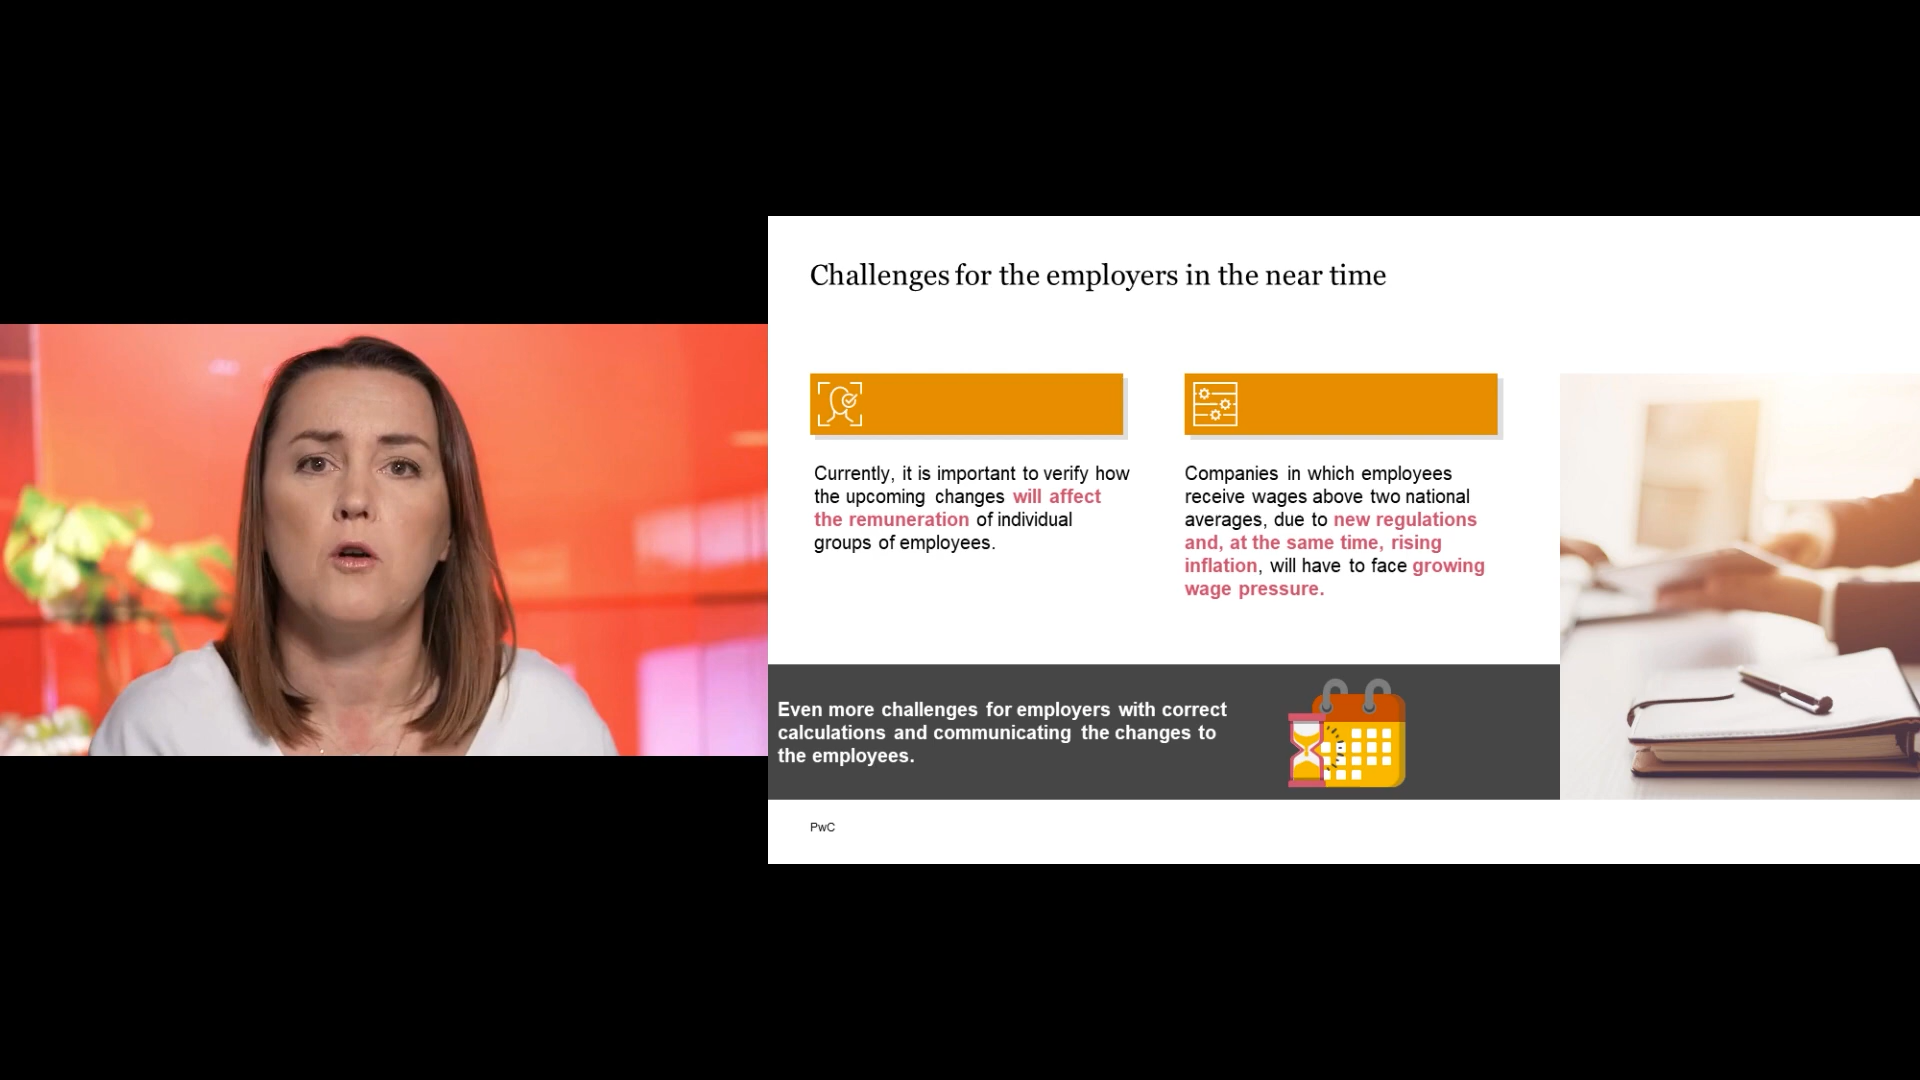 Challenges for the employers in the near time
Currently, it is important to verify how
the upcoming changes will affect
the remuneration of individual
groups of employees.
Companies in which employees
receive wages above two national
averages, due to new regulations
and, at the same time, rising
inflation, will have to face growing
wage pressure.
Even more challenges for employers with correct
calculations and communicating the changes to
the employees.
PwC